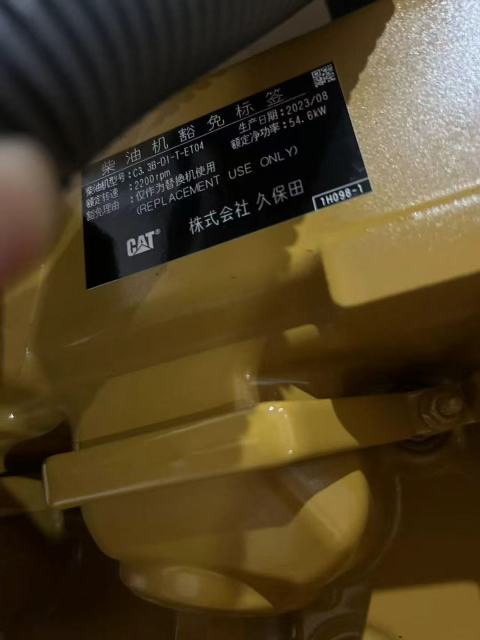 柴油机豁免标签
柴油机型号：C3.3B-DI-T-ET04
生产日期：2023/08
额定转速：2200rpm
额定净功率：54.6kW
豁免理由：仅作为替换机使用
(REPLACEMENT USE ONLY)
CAT®
株式会社 久保田
1H098-1